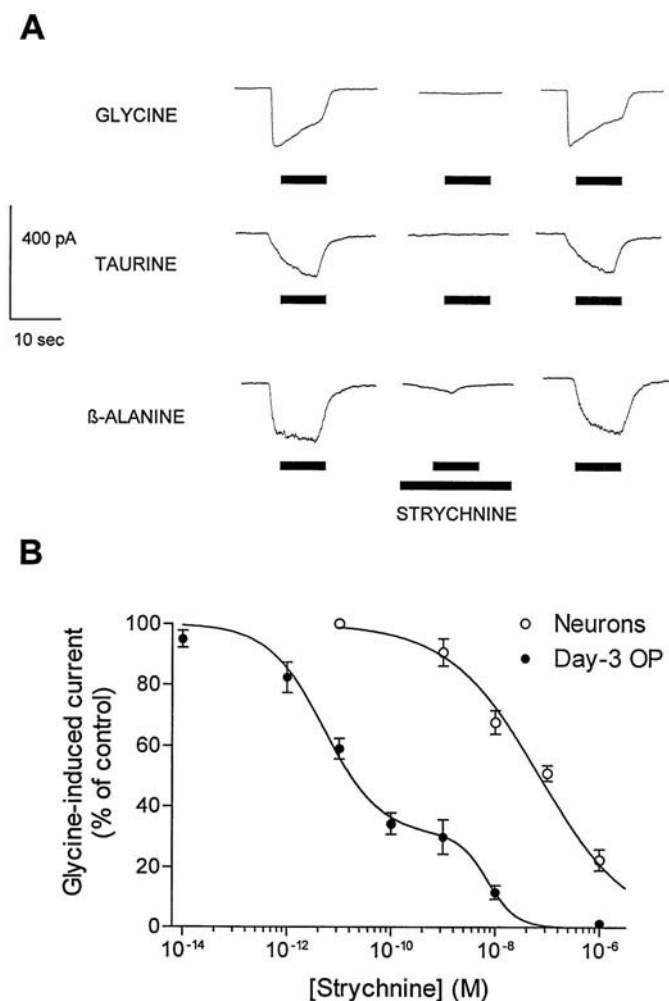 A
GLYCINE
400 pA
TAURINE
10 sec
ß-ALANINE
STRYCHNINE
B
Glycine-induced current
(% of control)
100
80
60
40
20
0
Neurons
Day-3 OP
10⁻¹⁴ 10⁻¹² 10⁻¹⁰ 10⁻⁸ 10⁻⁶
[Strychnine] (M)